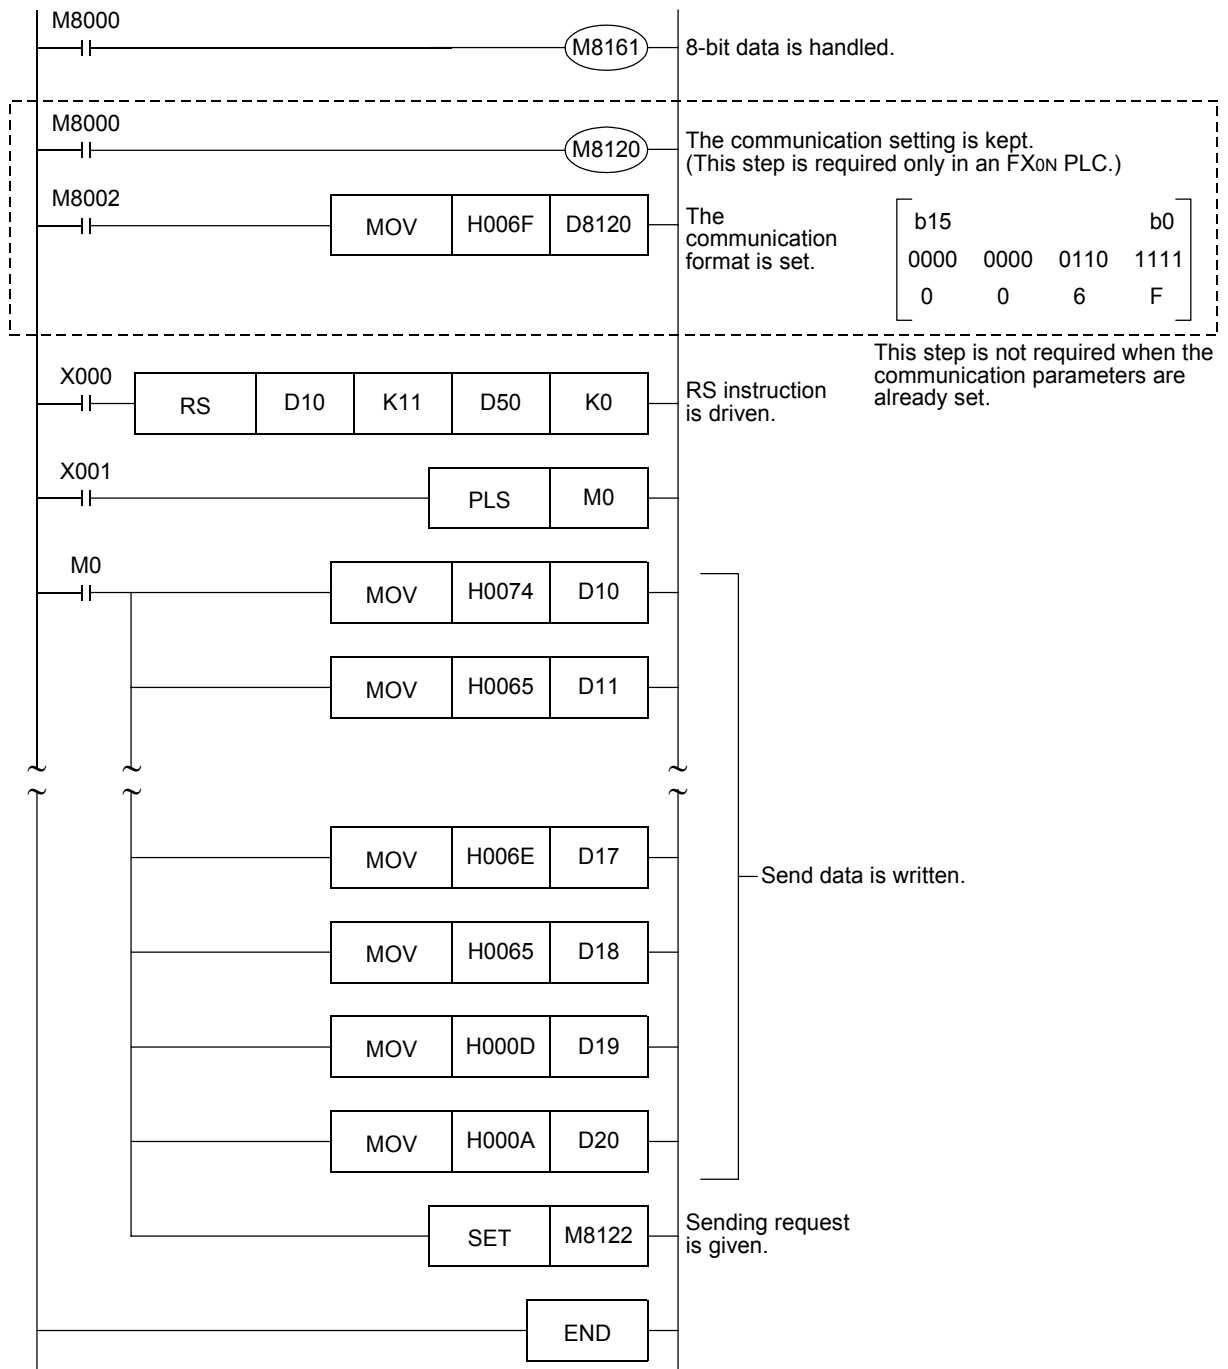 M8000
M8161 8-bit data is handled.
M8000
M8120 The communication setting is kept.
(This step is required only in an FX0N PLC.)
M8002
MOV H006F D8120
The
communication
format is set.
b15 b0
0000 0000 0110 1111
0 0 6 F
This step is not required when the
communication parameters are
already set.
X000
RS D10 K11 D50 K0
RS instruction
is driven.
X001
PLS M0
M0
MOV H0074 D10
MOV H0065 D11
~ ~ ~
~ ~ ~
MOV H006E D17
Send data is written.
MOV H0065 D18
MOV H000D D19
MOV H000A D20
SET M8122
Sending request
is given.
END